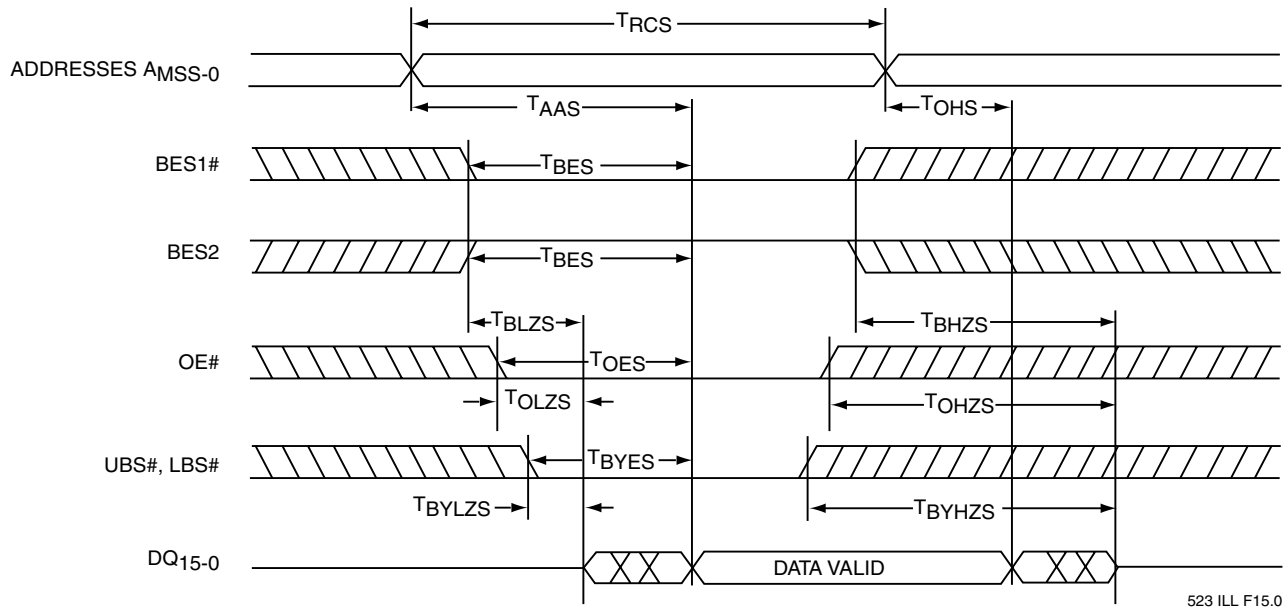 TRCS
ADDRESSES AMSS-0
TAAS
TOHS
BES1#
TBES
BES2
TBES
TBLZS
TBHZS
OE#
TOES
TOLZS
TOHZS
UBS#, LBS#
TBYES
TBYLZS
TBYHZS
DQ15-0
DATA VALID
523 ILL F15.0